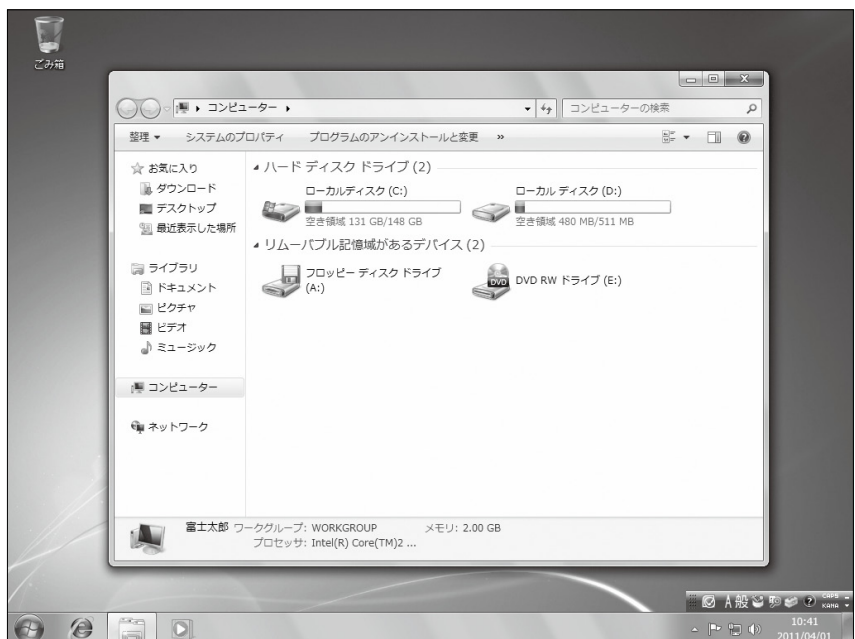 ごみ箱
コンピューター
コンピューターの検索
整理
システムのプロパティ
プログラムのアンインストールと変更
»
お気に入り
ダウンロード
デスクトップ
最近表示した場所
ライブラリ
ドキュメント
ピクチャ
ビデオ
ミュージック
コンピューター
ネットワーク
ハード ディスク ドライブ (2)
ローカルディスク (C:)
空き領域 131 GB/148 GB
ローカル ディスク (D:)
空き領域 480 MB/511 MB
リムーバブル記憶域があるデバイス (2)
フロッピー ディスク ドライブ
(A:)
DVD
DVD RW ドライブ (E:)
富士太郎 ワークグループ: WORKGROUP メモリ: 2.00 GB
プロセッサ: Intel(R) Core(TM)2 ...
A 般
CAPS
KANA
10:41
2011/04/01